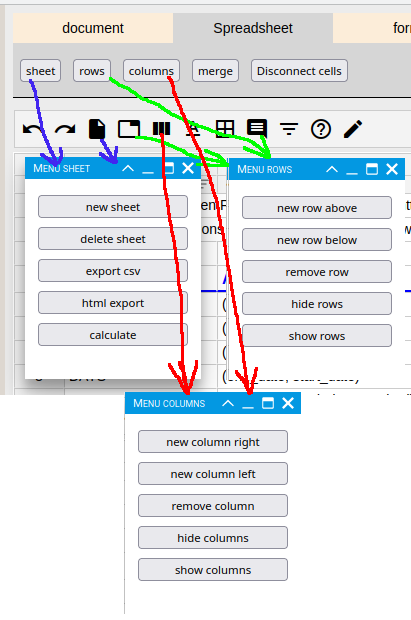 document Spreadsheet for
sheet rows columns merge Disconnect cells
MENU SHEET
new sheet
delete sheet
export csv
html export
calculate
MENU ROWS
new row above
new row below
remove row
hide rows
show rows
MENU COLUMNS
new column right
new column left
remove column
hide columns
show columns